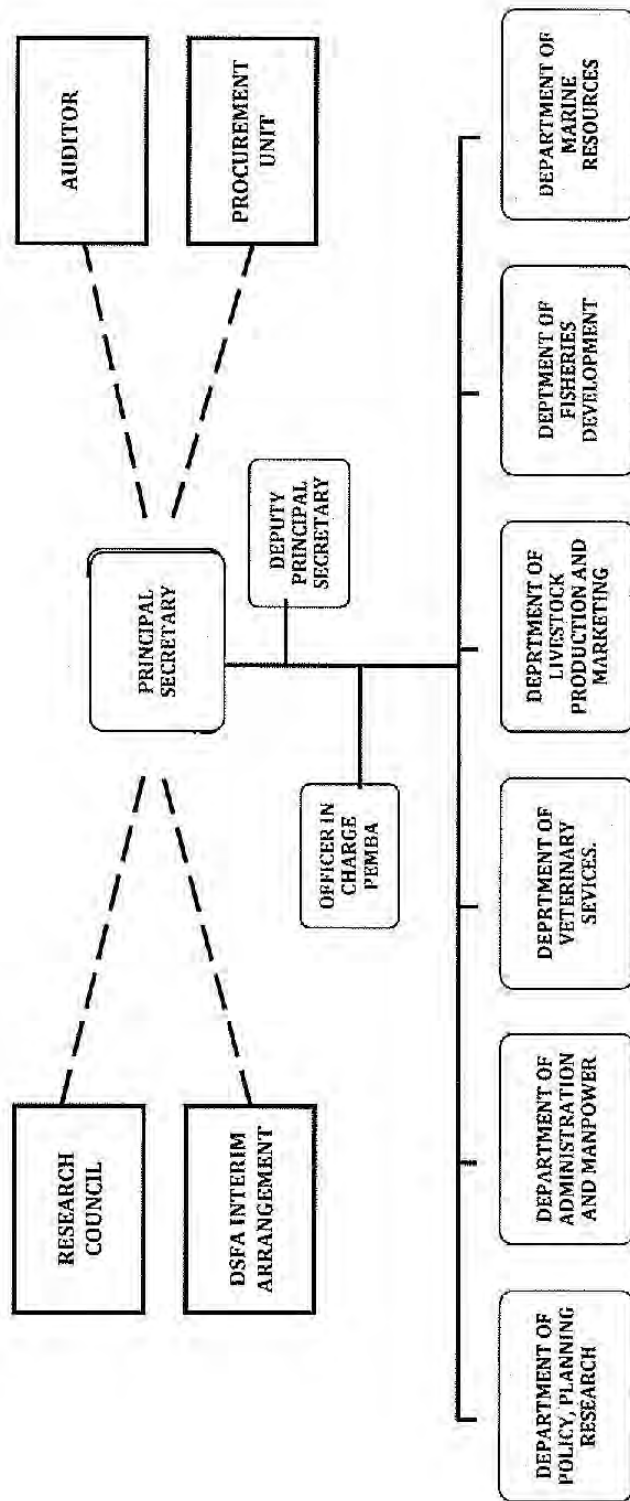 RESEARCH
COUNCIL
AUDITOR
PRINCIPAL
SECRETARY
DSFA INTERIM
ARRANGEMENT
PROCUREMENT
UNIT
DEPUTY
PRINCIPAL
SECRETARY
OFFICER IN
CHARGE
PEMBA
DEPARTMENT OF
POLICY, PLANNING
RESEARCH
DEPARTMENT OF
ADMINISTRATION
AND MANPOWER
DEPRTMENT OF
VETERINARY
SEVICES.
DEPRTMENT OF
LIVESTOCK
PRODUCTION AND
MARKETING
DEPTMENT OF
FISHERIES
DEVELOPMENT
DEPARTMENT OF
MARINE
RESOURCES